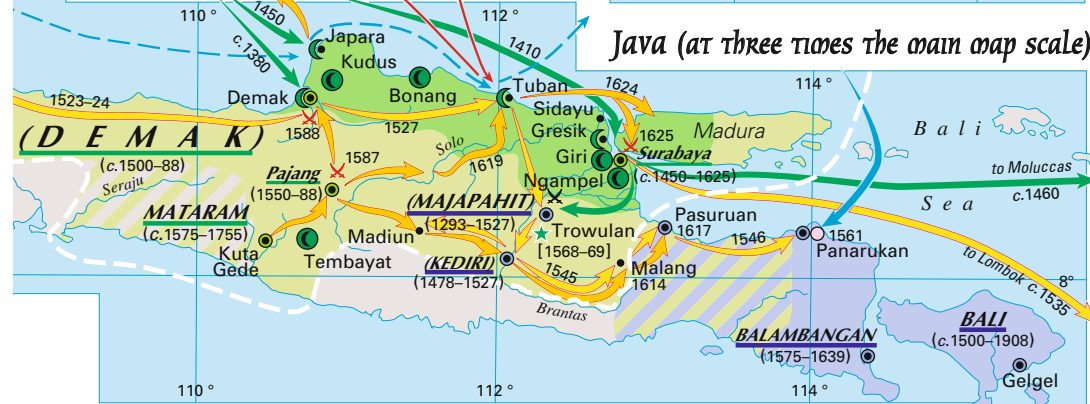 110 °
112 °
1450
c.1380
Japara
Kudus
1410
Java (at three times the main map scale)
114 °
Demak
Bonang
Tuban
1624
1523–24
1588
1527
Sidayu
Gresik
1625
Madura
Bali
(DEMAK)
(c.1500–88)
1587
Solo
1619
Giri
Surabaya
(c.1450–1625)
to Moluccas
c.1460
Seraju
Pajang
(1550–88)
Ngampel
Sea
MATARAM
(c.1575–1755)
(MAJAPAHIT)
(1293–1527)
Trowulan
[1568–69]
Pasuruan
1617
1546
1561
Panarukan
Kuta
Gede
Tembayat
Madiun
(KEDIRI)
(1478–1527)
1545
Malang
1614
to Lombok c.1535
8°
Brantas
BALAMBANGAN
(1575–1639)
BALI
(c.1500–1908)
Gelgel
110 °
112 °
114 °